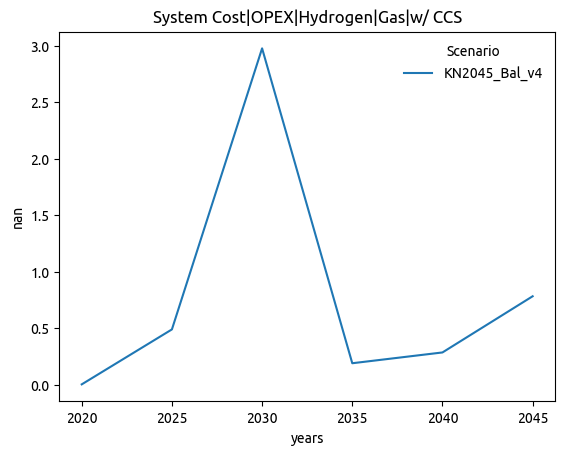 System Cost|OPEX|Hydrogen|Gas|w/ CCS
Scenario
KN2045_Bal_v4
3.0
2.5
2.0
1.5
1.0
0.5
0.0
nan
2020 2025 2030 2035 2040 2045
years